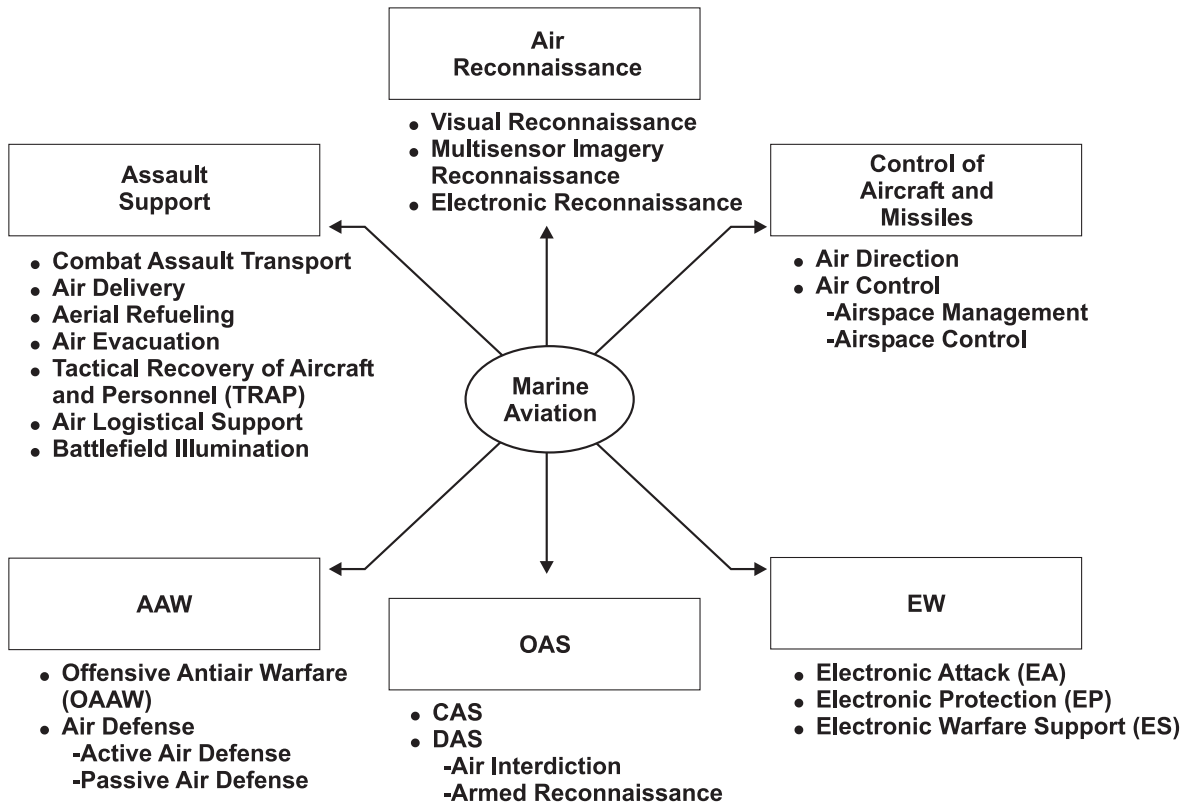 Air
Reconnaissance
• Visual Reconnaissance
• Multisensor Imagery
Reconnaissance
• Electronic Reconnaissance
Assault
Support
• Combat Assault Transport
• Air Delivery
• Aerial Refueling
• Air Evacuation
• Tactical Recovery of Aircraft
and Personnel (TRAP)
• Air Logistical Support
• Battlefield Illumination
Control of
Aircraft and
Missiles
• Air Direction
• Air Control
-Airspace Management
-Airspace Control
Marine
Aviation
AAW
• Offensive Antiair Warfare
(OAAW)
• Air Defense
-Active Air Defense
-Passive Air Defense
OAS
• CAS
• DAS
-Air Interdiction
-Armed Reconnaissance
EW
• Electronic Attack (EA)
• Electronic Protection (EP)
• Electronic Warfare Support (ES)